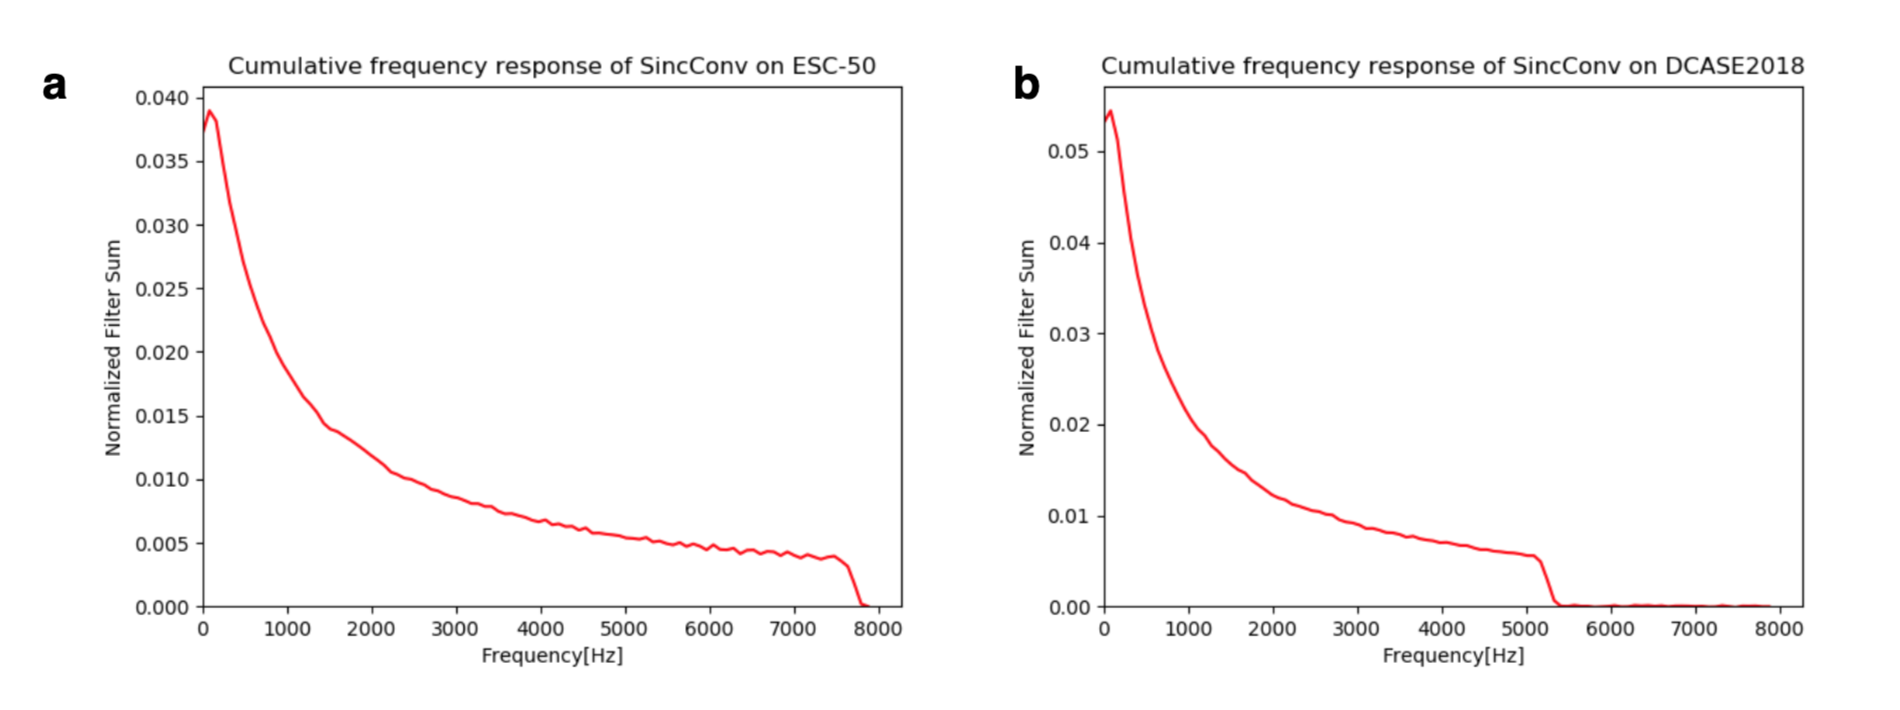 a
Cumulative frequency response of SincConv on ESC-50
0.040
0.035
0.030
0.025
0.020
0.015
0.010
0.005
0.000
Normalized Filter Sum
0 1000 2000 3000 4000 5000 6000 7000 8000
Frequency[Hz]
b
Cumulative frequency response of SincConv on DCASE2018
0.05
0.04
0.03
0.02
0.01
0.00
Normalized Filter Sum
0 1000 2000 3000 4000 5000 6000 7000 8000
Frequency[Hz]